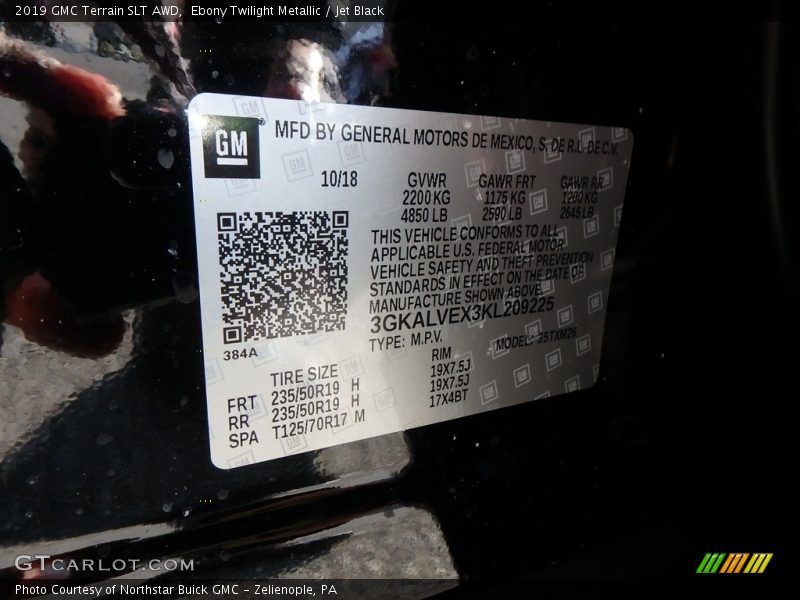 2019 GMC Terrain SLT AWD,  Ebony Twilight Metallic / Jet Black
GM
MFD BY GENERAL MOTORS DE MEXICO, S. DE R.L. DE C.V.
10/18 GVWR GAWR FRT GAWR RR
2200 KG 1175 KG 1200 KG
4850 LB 2590 LB 2645 LB
THIS VEHICLE CONFORMS TO ALL
APPLICABLE U.S. FEDERAL MOTOR
VEHICLE SAFETY AND THEFT PREVENTION
STANDARDS IN EFFECT ON THE DATE OF
MANUFACTURE SHOWN ABOVE.
3GKALVEX3KL209225
TYPE: M.P.V. MODEL: 35TXM26
384A
TIRE SIZE RIM
FRT 235/50R19 H 19X7.5J
RR 235/50R19 H 19X7.5J
SPA T125/70R17 M 17X4BT
GTCARLOT.COM
Photo Courtesy of Northstar Buick GMC – Zelienople, PA